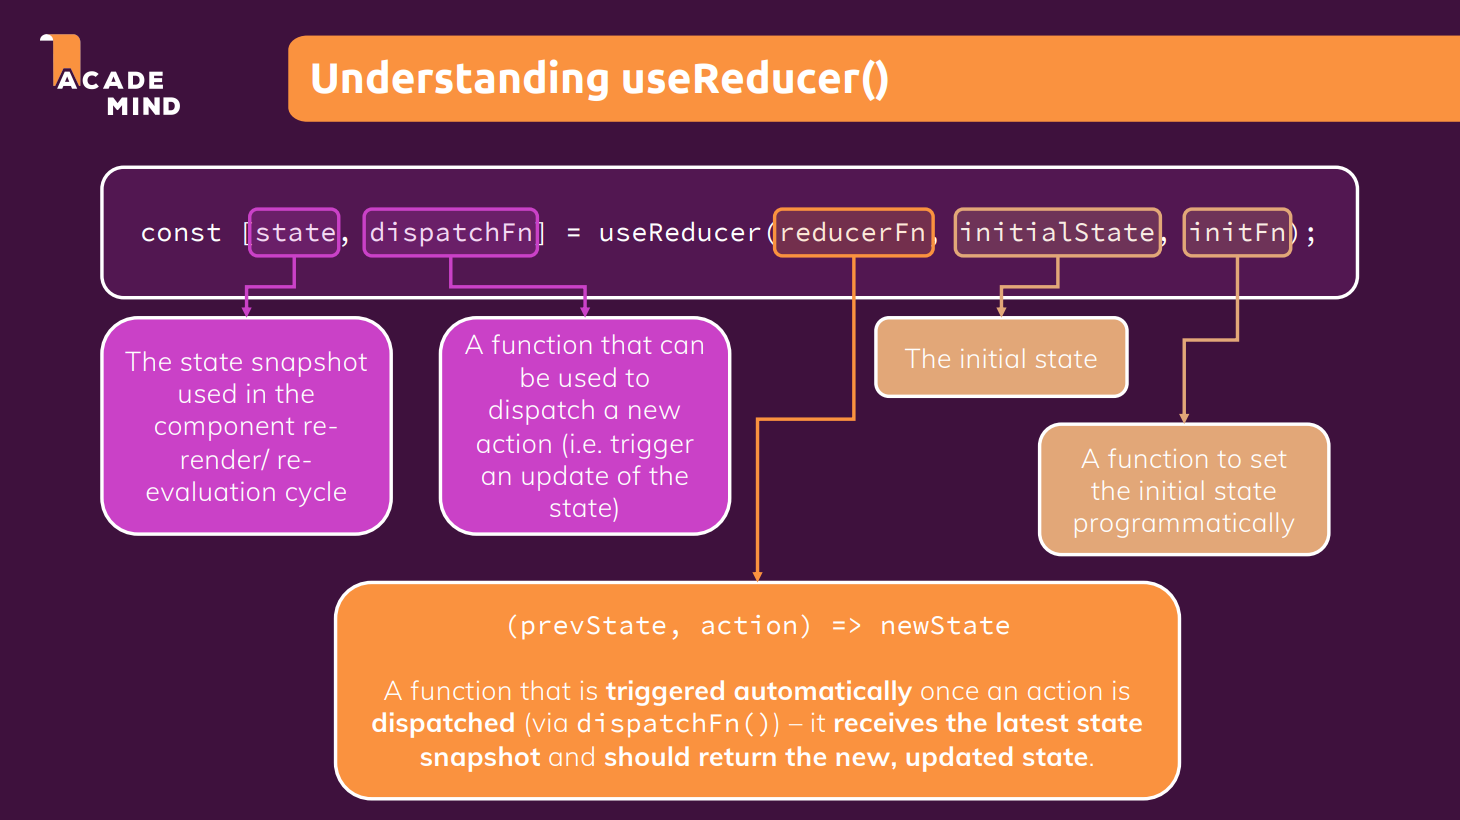 ACADE
MIND
Understanding useReducer()
const [state, dispatchFn] = useReducer(reducerFn, initialState, initFn);
The state snapshot
used in the
component re-
render/ re-
evaluation cycle
A function that can
be used to
dispatch a new
action (i.e. trigger
an update of the
state)
The initial state
A function to set
the initial state
programmatically
(prevState, action) => newState
A function that is triggered automatically once an action is
dispatched (via dispatchFn()) – it receives the latest state
snapshot and should return the new, updated state.